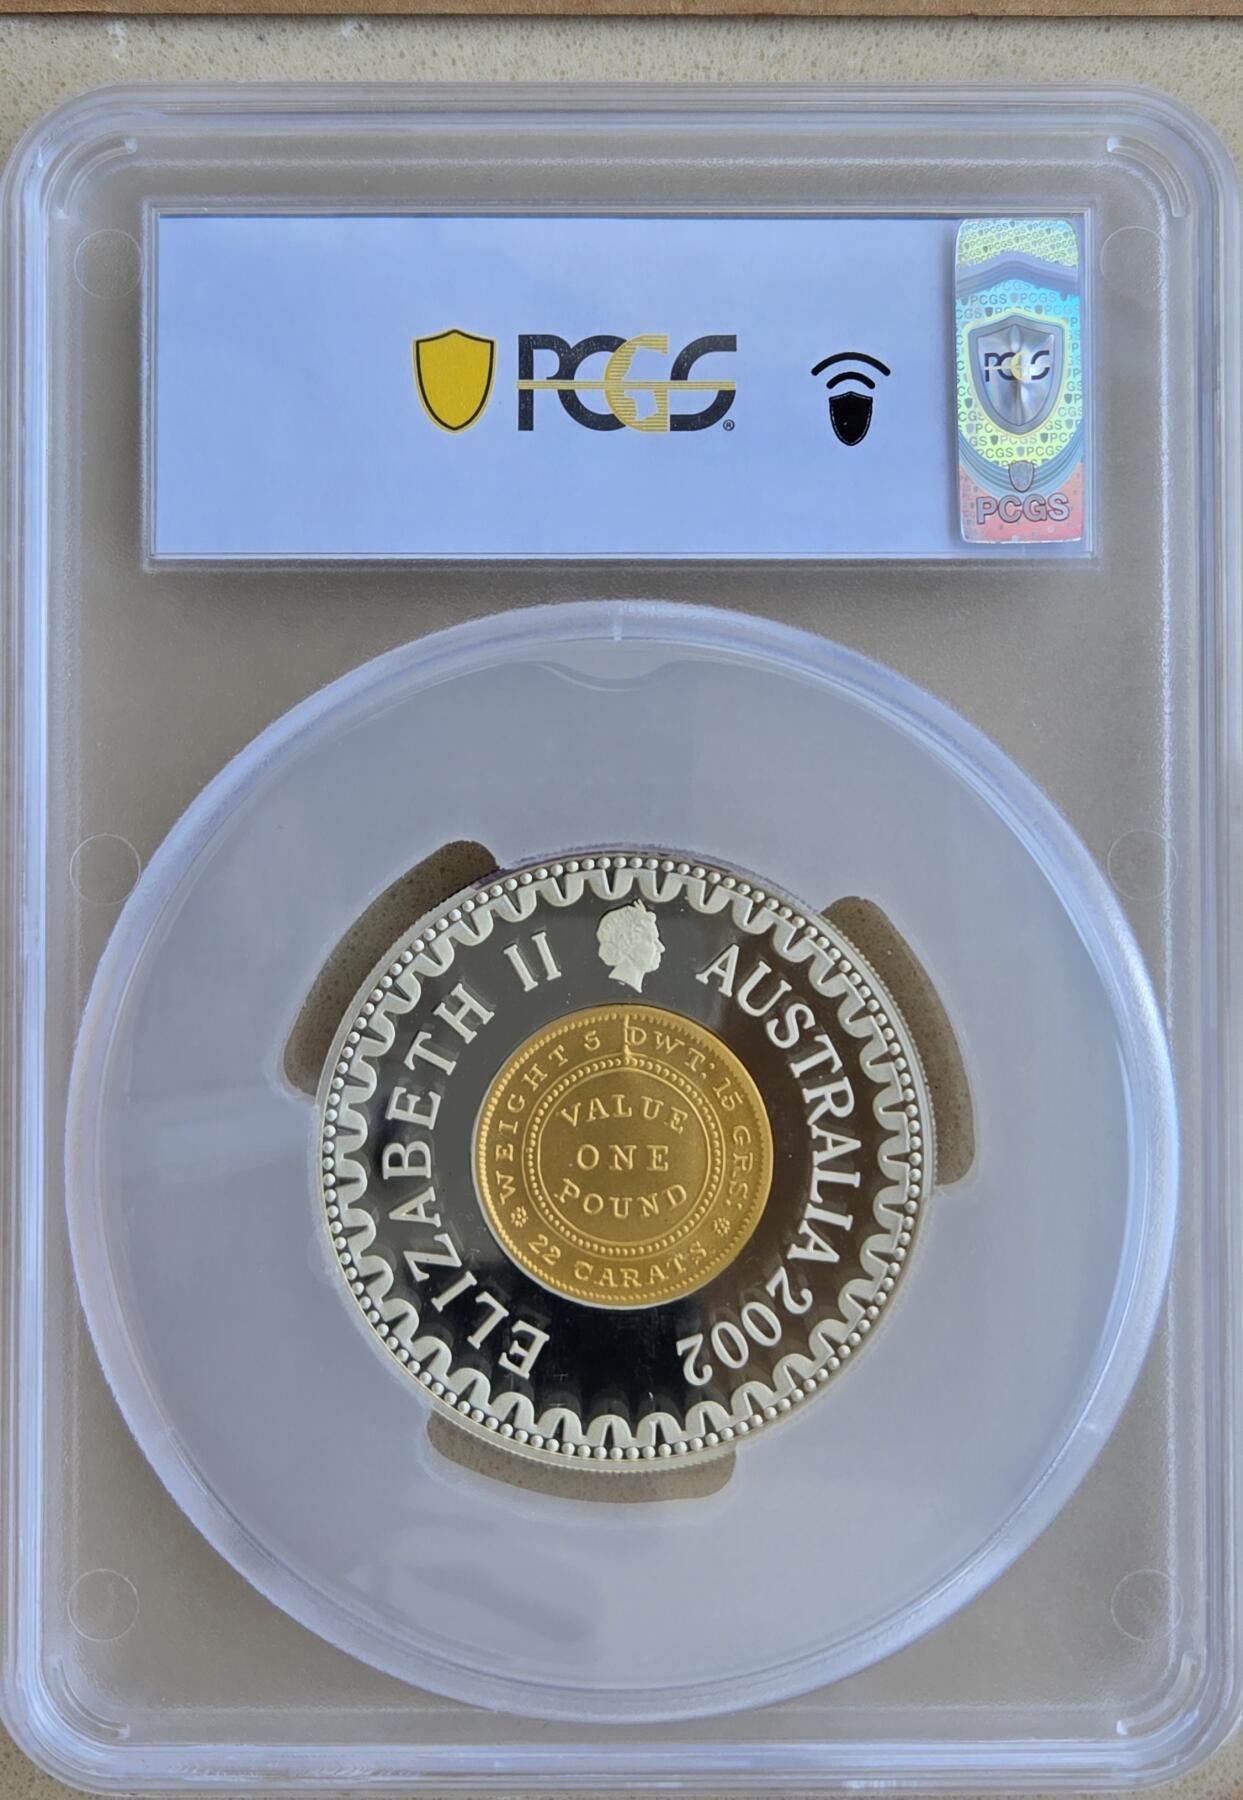 PCGS®
PCGS
PCGS
ELIZABETH II AUSTRALIA 2002
WEIGHT 5 DWT: 15 GRS:
22 CARATS
VALUE
ONE
POUND